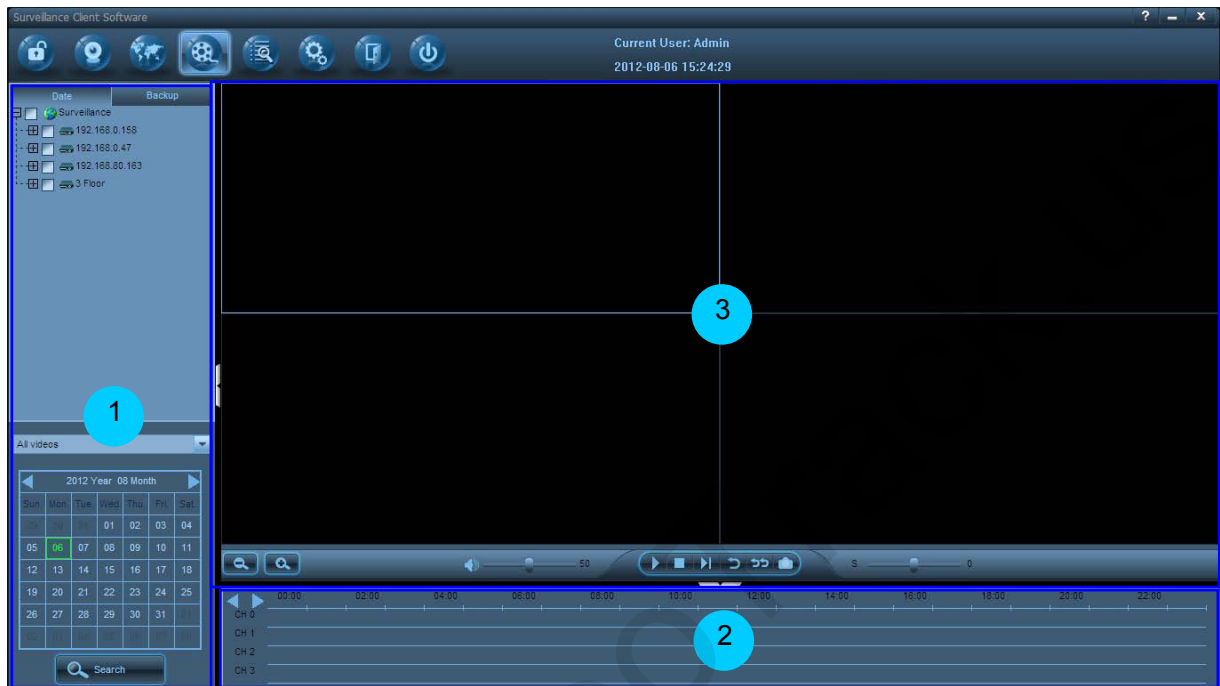 Surveillance Client Software
?
Current User: Admin
2012-08-06 15:24:29
Date Backup
Surveillance
192.168.0.158
192.168.0.47
192.168.80.163
3 Floor
1
All videos
2012 Year 08 Month
Sun. Mon. Tue. Wed. Thu. Fri. Sat.
29 30 31 01 02 03 04
05 06 07 08 09 10 11
12 13 14 15 16 17 18
19 20 21 22 23 24 25
26 27 28 29 30 31
Search
3
50
S 0
00:00 02:00 04:00 06:00 08:00 10:00 12:00 14:00 16:00 18:00 20:00 22:00
CH 0
CH 1
CH 2
CH 3
2